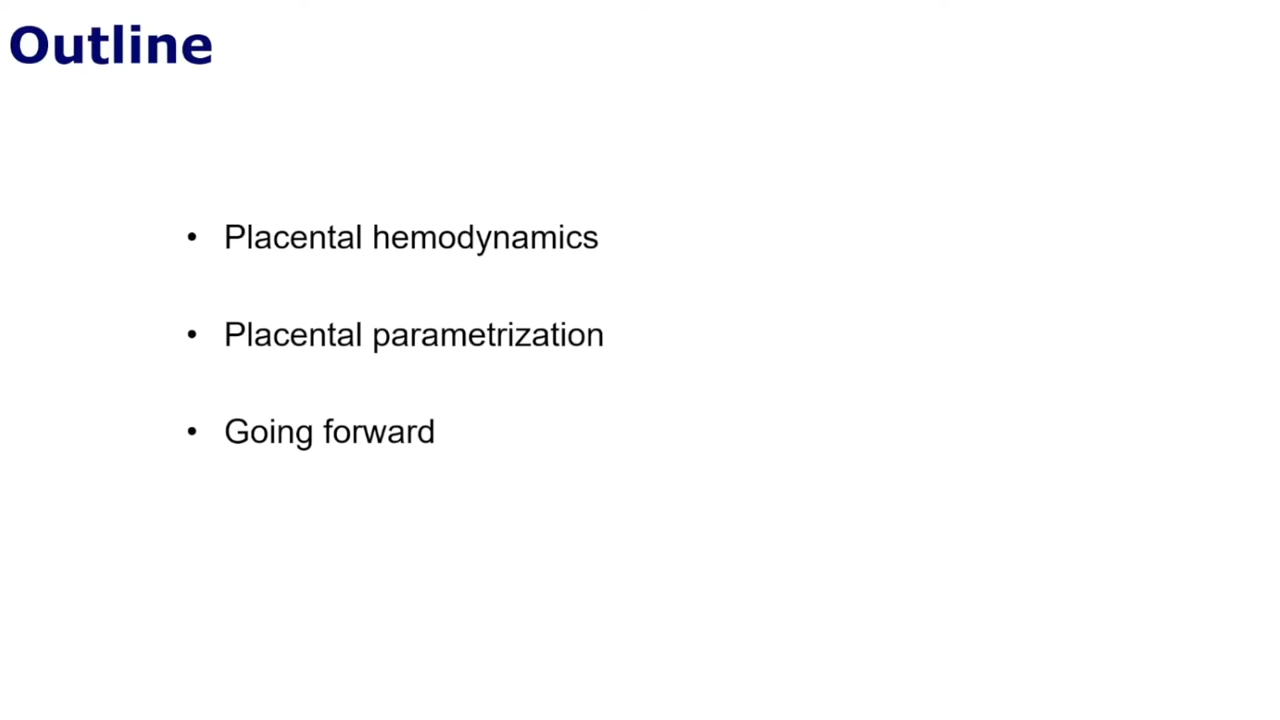 Outline
• Placental hemodynamics
• Placental parametrization
• Going forward